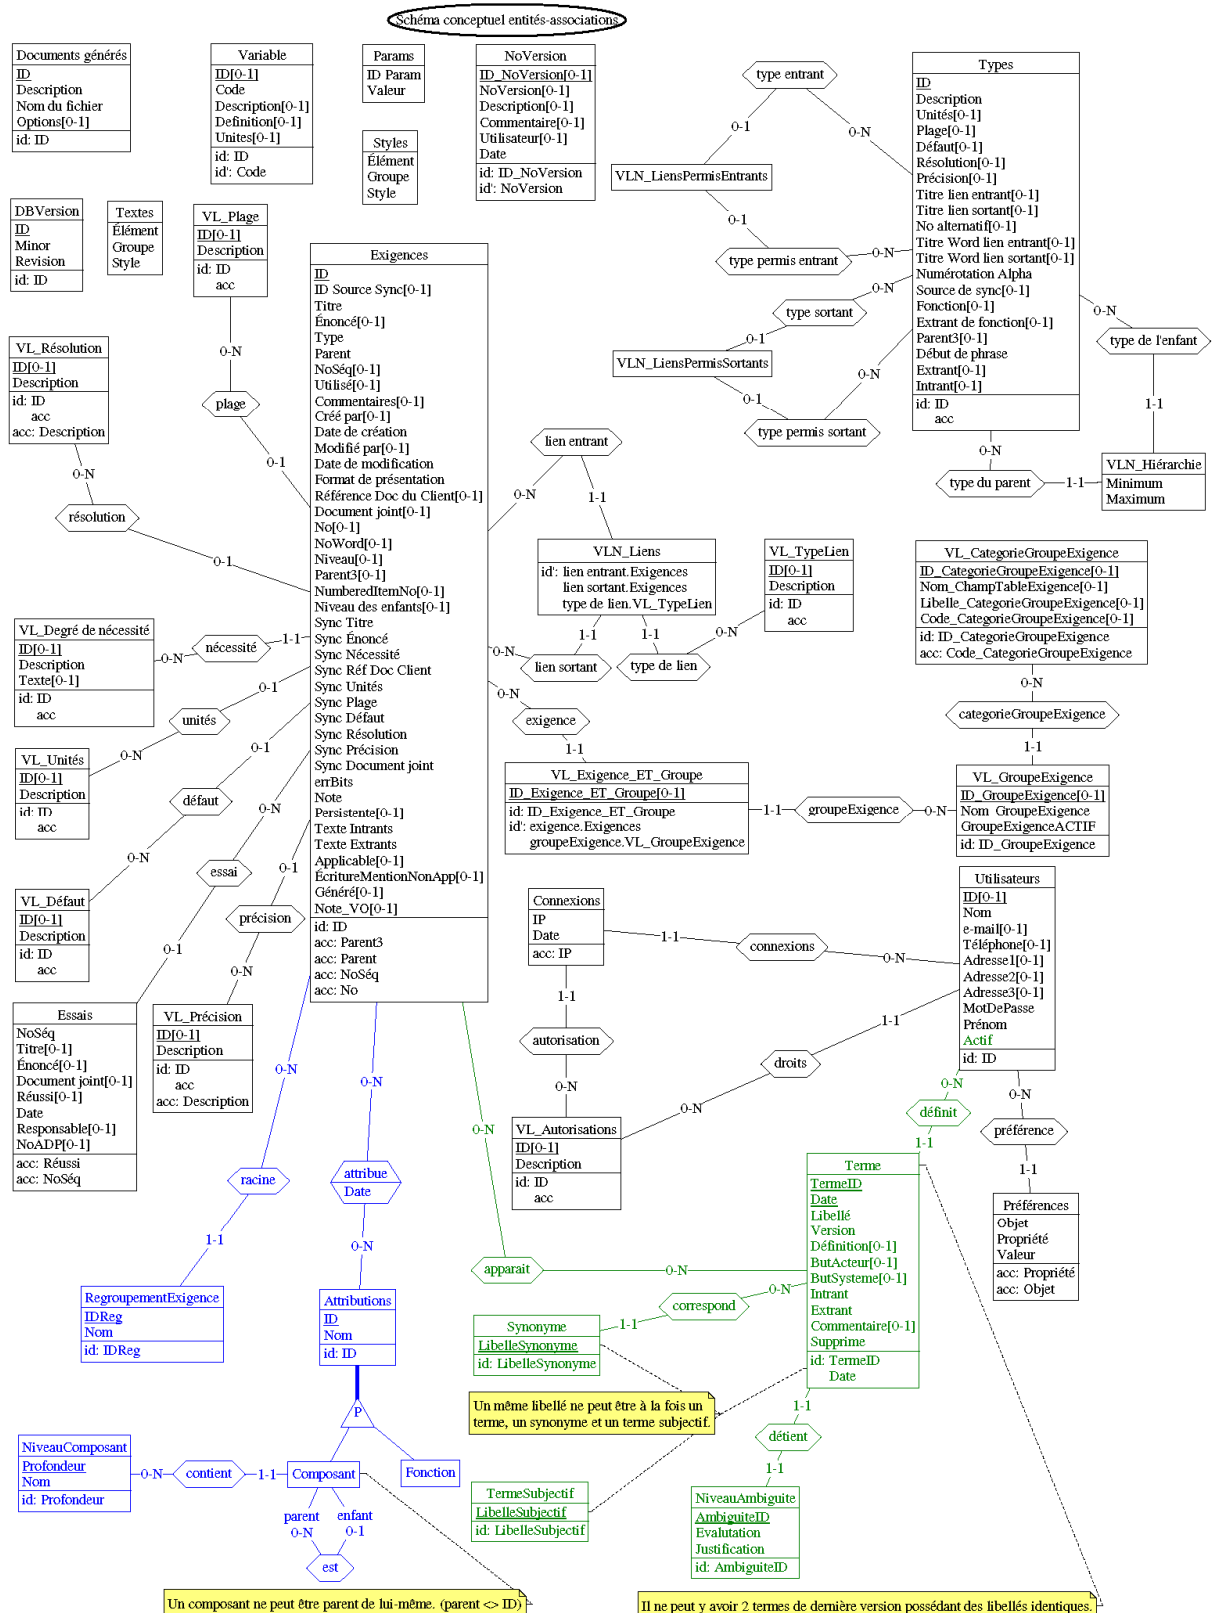 Schéma conceptuel entités-associations
Documents générés
ID
Description
Nom du fichier
Options[0-1]
id: ID
Variable
ID[0-1]
Code
Description[0-1]
Definition[0-1]
Unites[0-1]
id: ID
id': Code
Params
ID Param
Valeur
NoVersion
ID_NoVersion[0-1]
NoVersion[0-1]
Description[0-1]
Commentaire[0-1]
Utilisateur[0-1]
Date
id: ID_NoVersion
id': NoVersion
Styles
Élément
Groupe
Style
type entrant
0-1
0-N
VLN_LiensPermisEntrants
0-1
type permis entrant
0-N
Types
ID
Description
Unités[0-1]
Plage[0-1]
Défaut[0-1]
Résolution[0-1]
Précision[0-1]
Titre lien entrant[0-1]
Titre lien sortant[0-1]
No alternatif[0-1]
Titre Word lien entrant[0-1]
Titre Word lien sortant[0-1]
Numérotation Alpha
Source de sync[0-1]
Fonction[0-1]
Extrant de fonction[0-1]
Parent3[0-1]
Début de phrase
Extrant[0-1]
Intrant[0-1]
id: ID
acc
DBVersion
ID
Minor
Revision
id: ID
Textes
Élément
Groupe
Style
VL_Plage
ID[0-1]
Description
id: ID
acc
0-N
plage
0-1
type sortant
0-N
0-1
VLN_LiensPermisSortants
0-1
0-N
type permis sortant
0-N
type de l'enfant
1-1
0-N
type du parent
1-1
VLN_Hiérarchie
Minimum
Maximum
VL_Résolution
ID[0-1]
Description
id: ID
acc
acc: Description
0-N
résolution
0-1
Exigences
ID
ID Source Sync[0-1]
Titre
Énoncé[0-1]
Type
Parent
NoSéq[0-1]
Utilisé[0-1]
Commentaires[0-1]
Créé par[0-1]
Date de création
Modifié par[0-1]
Date de modification
Format de présentation
Référence Doc du Client[0-1]
Document joint[0-1]
No[0-1]
NoWord[0-1]
Niveau[0-1]
Parent3[0-1]
NumberedItemNo[0-1]
Niveau des enfants[0-1]
Sync Titre
Sync Énoncé
Sync Nécessité
Sync Réf Doc Client
Sync Unités
Sync Plage
Sync Défaut
Sync Résolution
Sync Précision
Sync Document joint
errBits
Note
Persistente[0-1]
Texte Intrants
Texte Extrants
Applicable[0-1]
ÉcritureMentionNonApp[0-1]
Généré[0-1]
Note_VO[0-1]
id: ID
acc: Parent3
acc: Parent
acc: NoSéq
acc: No
lien entrant
0-N
1-1
VLN_Liens
id': lien entrant.Exigences
lien sortant.Exigences
type de lien.VL_TypeLien
1-1
1-1
0-N
lien sortant
type de lien
0-N
VL_TypeLien
ID[0-1]
Description
id: ID
acc
VL_CategorieGroupeExigence
ID_CategorieGroupeExigence[0-1]
Nom_ChampTableExigence[0-1]
Libelle_CategorieGroupeExigence[0-1]
Code_CategorieGroupeExigence[0-1]
id: ID_CategorieGroupeExigence
acc: Code_CategorieGroupeExigence
0-N
categorieGroupeExigence
1-1
VL_Degré de nécessité
ID[0-1]
Description
Texte[0-1]
id: ID
acc
0-N
nécessité
1-1
0-1
unités
0-N
VL_Unités
ID[0-1]
Description
id: ID
acc
0-1
défaut
0-N
0-N
exigence
1-1
VL_Exigence_ET_Groupe
ID_Exigence_ET_Groupe[0-1]
id: ID_Exigence_ET_Groupe
id': exigence.Exigences
groupeExigence.VL_GroupeExigence
1-1
groupeExigence
0-N
VL_GroupeExigence
ID_GroupeExigence[0-1]
Nom_GroupeExigence
GroupeExigenceACTIF
id: ID_GroupeExigence
VL_Défaut
ID[0-1]
Description
id: ID
acc
0-N
essai
0-1
0-1
précision
0-N
Connexions
IP
Date
acc: IP
1-1
connexions
0-N
Utilisateurs
ID[0-1]
Nom
e-mail[0-1]
Téléphone[0-1]
Adresse1[0-1]
Adresse2[0-1]
Adresse3[0-1]
MotDePasse
Prénom
Actif
id: ID
Essais
NoSéq
Titre[0-1]
Énoncé[0-1]
Document joint[0-1]
Réussi[0-1]
Date
Responsable[0-1]
NoADP[0-1]
acc: Réussi
acc: NoSéq
VL_Précision
ID[0-1]
Description
id: ID
acc
acc: Description
1-1
autorisation
0-N
1-1
droits
0-N
VL_Autorisations
ID[0-1]
Description
id: ID
acc
0-N
définit
1-1
0-N
préférence
1-1
Préférences
Objet
Propriété
Valeur
acc: Propriété
acc: Objet
0-N
racine
1-1
0-N
attribue
Date
0-N
0-N
apparait
0-N
Terme
TermeID
Date
Libellé
Version
Définition[0-1]
ButActeur[0-1]
ButSysteme[0-1]
Intrant
Extrant
Commentaire[0-1]
Supprime
id: TermeID
Date
RegroupementExigence
IDReg
Nom
id: IDReg
Attributions
ID
Nom
id: ID
P
Synonyme
LibelleSynonyme
id: LibelleSynonyme
1-1
correspond
0-N
Un même libellé ne peut être à la fois un
terme, un synonyme et un terme subjectif.
1-1
détient
1-1
NiveauComposant
Profondeur
Nom
id: Profondeur
0-N
contient
1-1
Composant
Fonction
parent
0-N
enfant
0-1
est
TermeSubjectif
LibelleSubjectif
id: LibelleSubjectif
NiveauAmbiguite
AmbiguiteID
Evalutation
Justification
id: AmbiguiteID
Un composant ne peut être parent de lui-même. (parent <> ID)
Il ne peut y avoir 2 termes de dernière version possédant des libellés identiques.